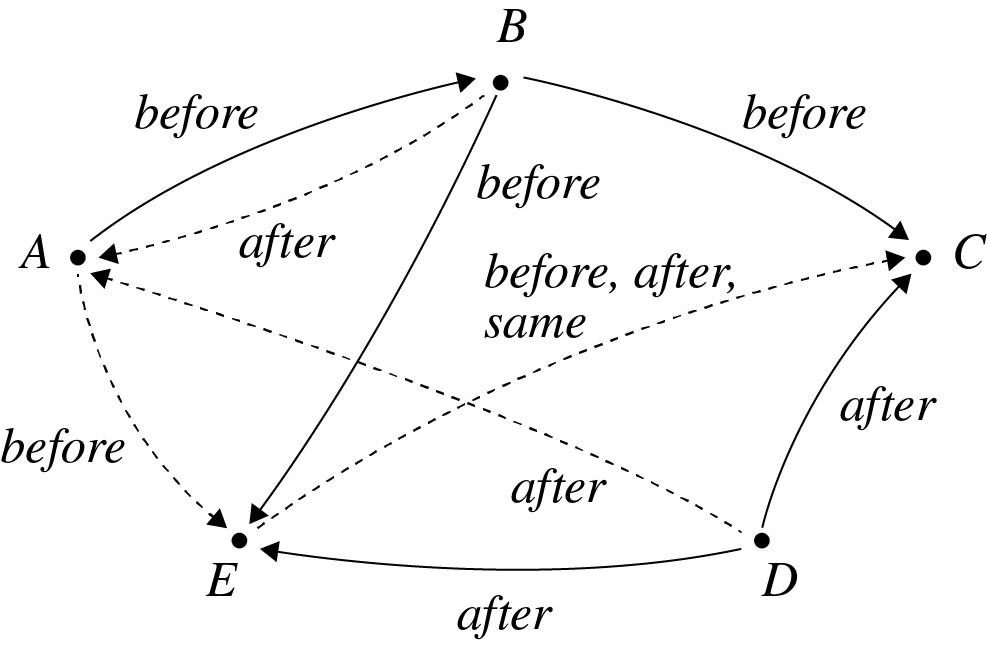 B
before
before
before
A
after
before, after,
same
C
after
before
after
E
D
after